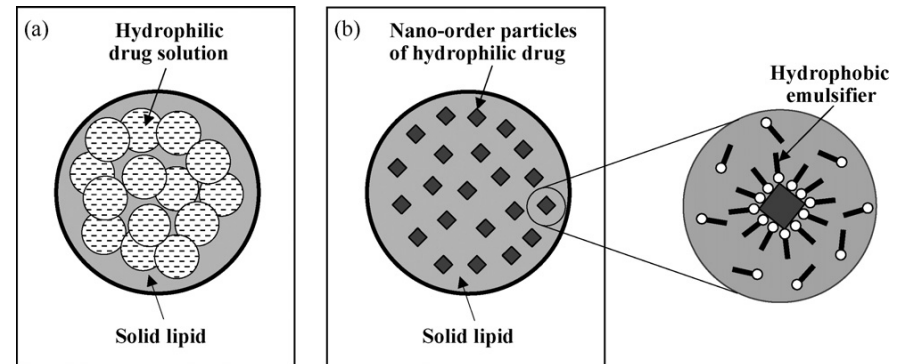 (a)
Hydrophilic
drug solution
Solid lipid
(b)
Nano-order particles
of hydrophilic drug
Solid lipid
Hydrophobic
emulsifier